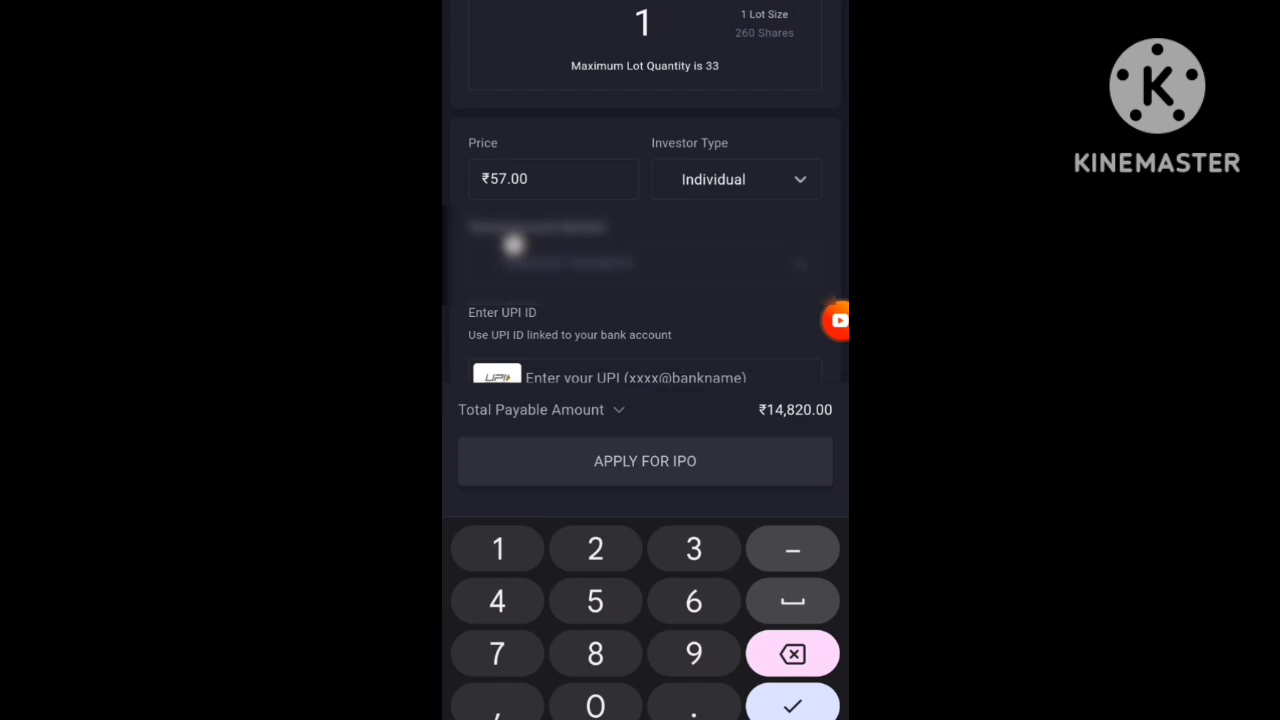 1
1 Lot Size
260 Shares
Maximum Lot Quantity is 33
K
KINEMASTER
Price
Investor Type
₹57.00
Individual
Enter UPI ID
Use UPI ID linked to your bank account
UPI Enter your UPI (xxxx@bankname)
Total Payable Amount
₹14,820.00
APPLY FOR IPO
1 2 3 –
4 5 6
7 8 9
, 0 .